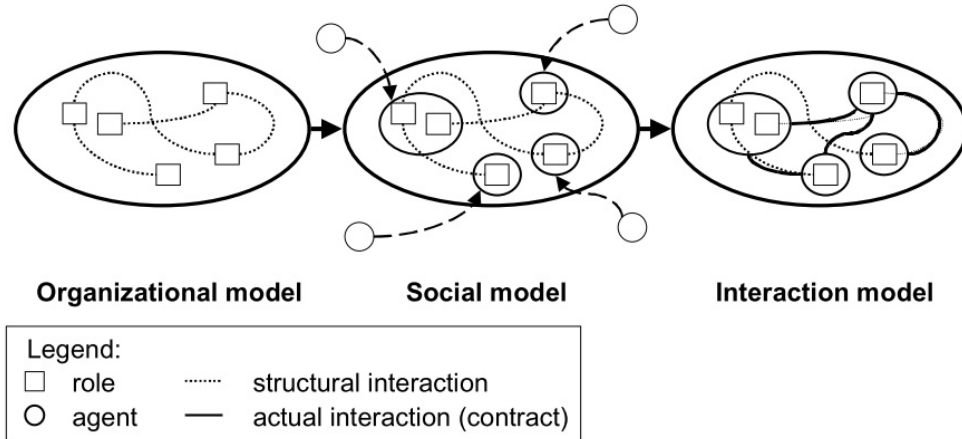 Organizational model
Social model
Interaction model
Legend:
role
structural interaction
agent
actual interaction (contract)